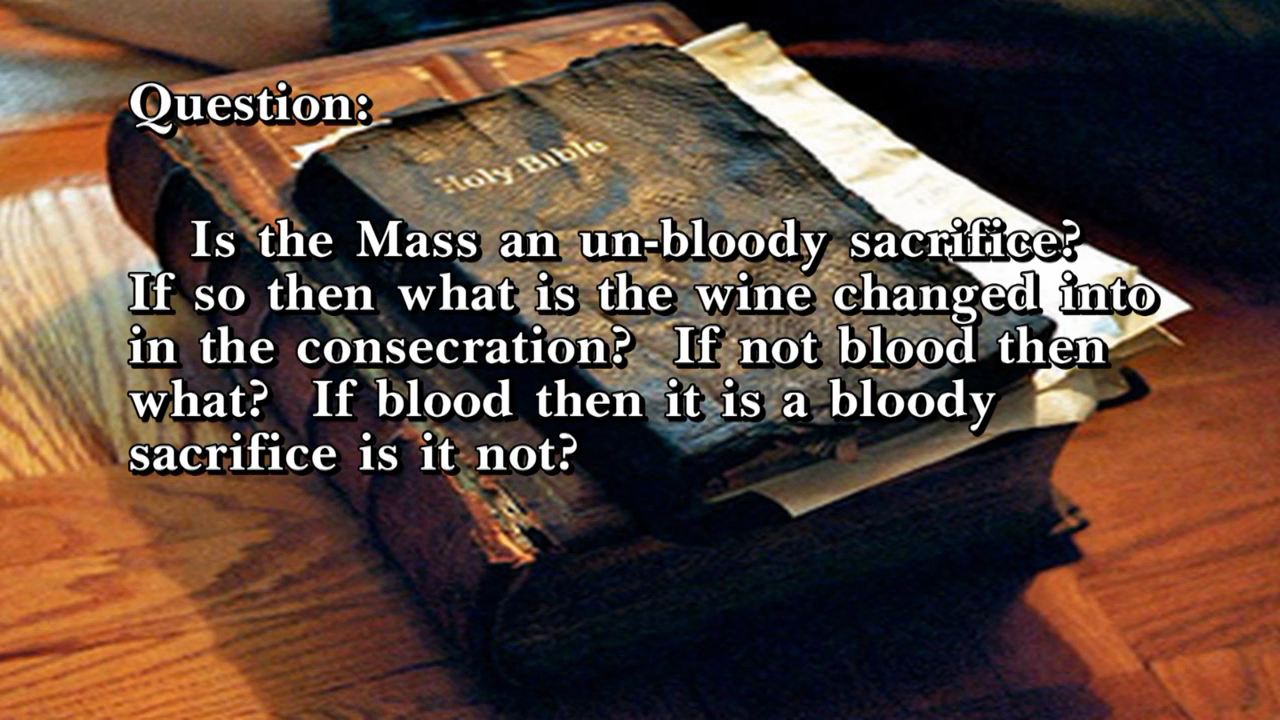 Question:
Holy Bible
Is the Mass an un-bloody sacrifice?
If so then what is the wine changed into
in the consecration? If not blood then
what? If blood then it is a bloody
sacrifice is it not?